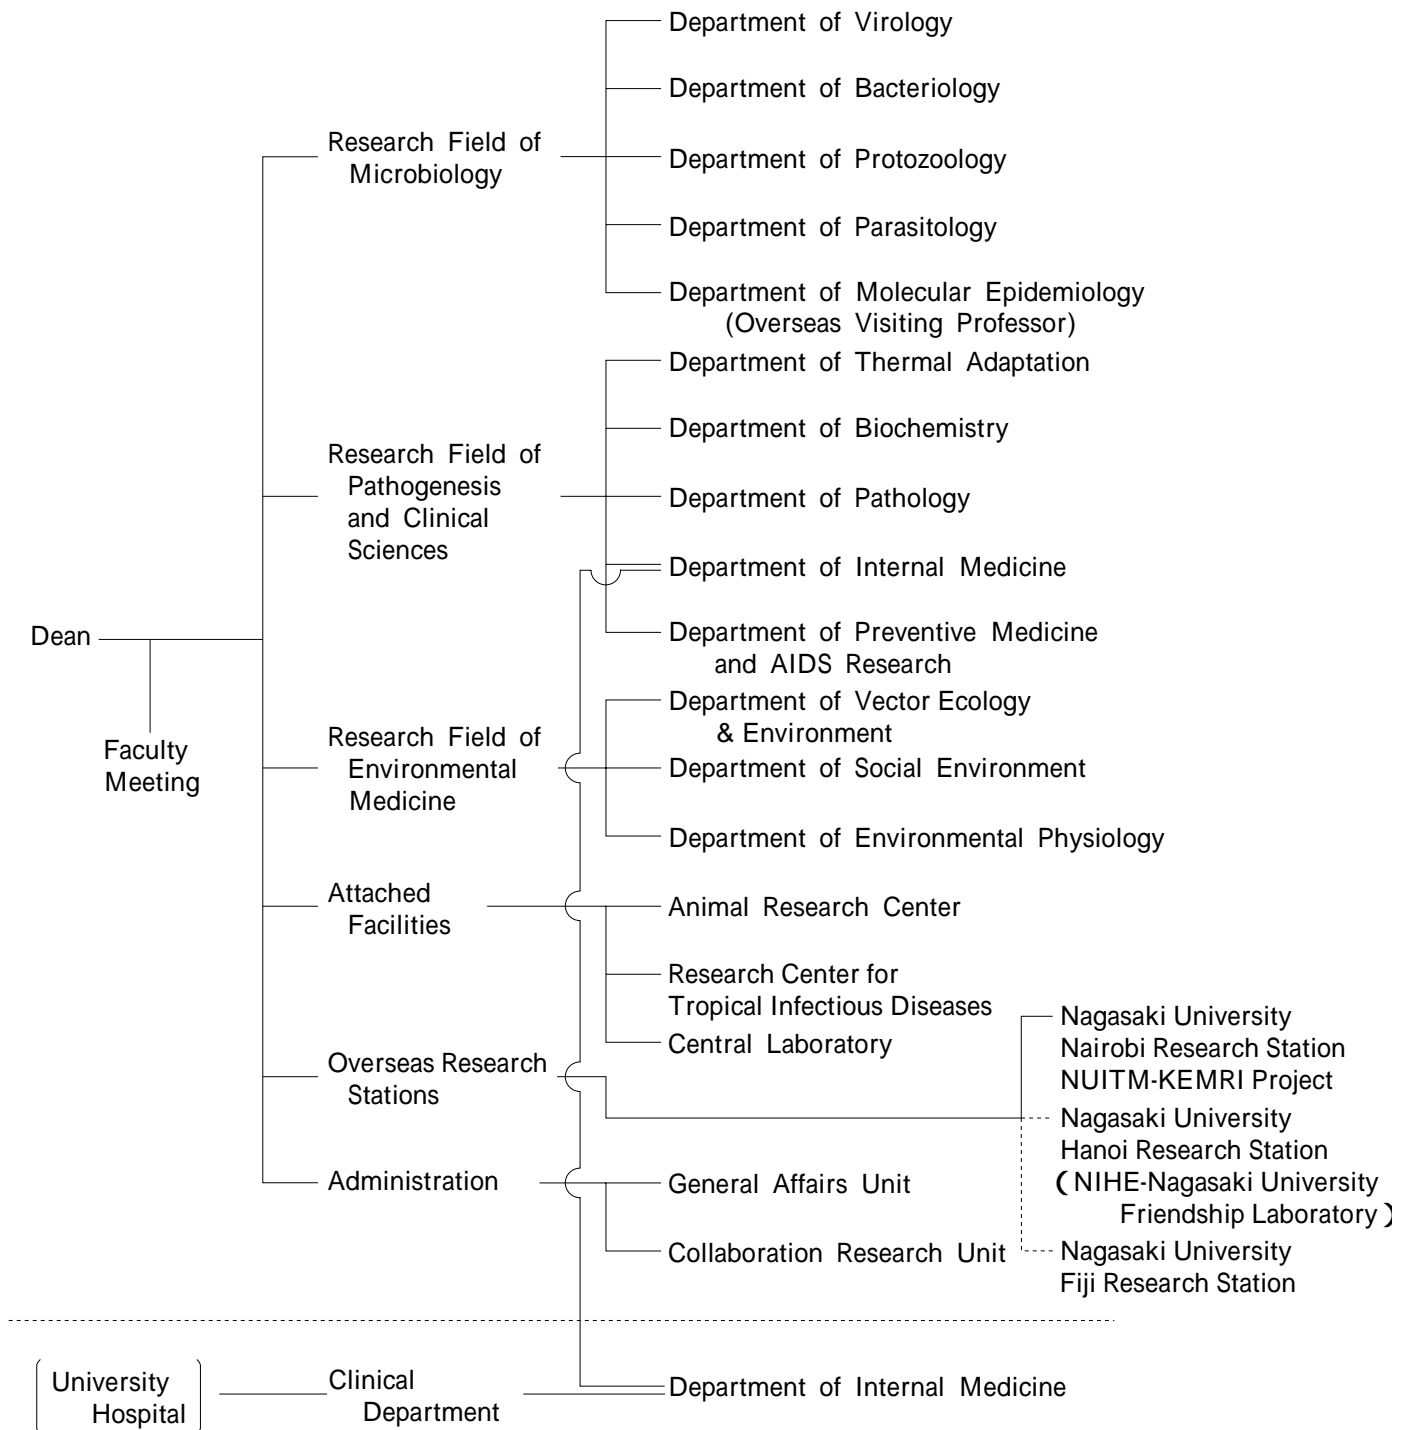 Department of Virology
Department of Bacteriology
Research Field of
Microbiology
Department of Protozoology
Department of Parasitology
Department of Molecular Epidemiology
(Overseas Visiting Professor)
Department of Thermal Adaptation
Department of Biochemistry
Research Field of
Pathogenesis
and Clinical
Sciences
Department of Pathology
Department of Internal Medicine
Dean
Department of Preventive Medicine
and AIDS Research
Faculty
Meeting
Research Field of
Environmental
Medicine
Department of Vector Ecology
& Environment
Department of Social Environment
Department of Environmental Physiology
Attached
Facilities
Animal Research Center
Research Center for
Tropical Infectious Diseases
Central Laboratory
Overseas Research
Stations
Nagasaki University
Nairobi Research Station
NUITM-KEMRI Project
Nagasaki University
Hanoi Research Station
(NIHE-Nagasaki University
Friendship Laboratory)
Nagasaki University
Fiji Research Station
Administration
General Affairs Unit
Collaboration Research Unit
University
Hospital
Clinical
Department
Department of Internal Medicine